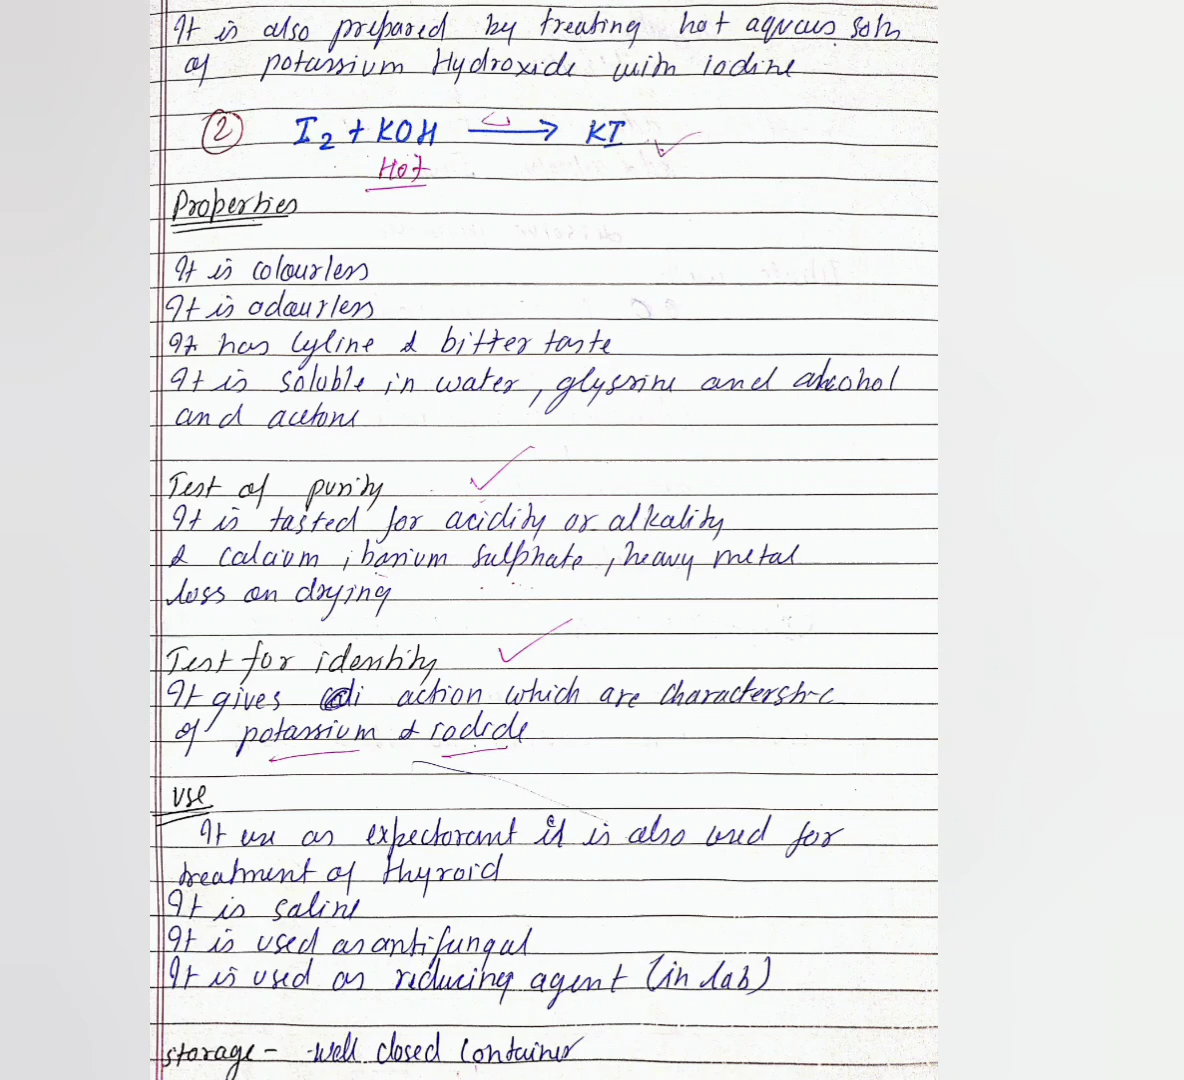 It is also prepared by treating hot aquous soln
of potassium Hydroxide with iodine
2 I2 + KOH → KI
Hot
Properties
It is colourless
It is odourless
It has lyline & bitter taste
It is soluble in water, glysrine and alcohol
and acetone
Test of purity
It is tasted for acidity or alkality
& calcium, barium sulphate, heavy metal
loss on drying
Test for identity
It gives action which are characterstic
of potassium & iodide
use
It use as expectorant it is also used for
treatment of thyroid
It is saline
It is used as antifungal
It is used as reducing agent (in lab)
storage - well closed container